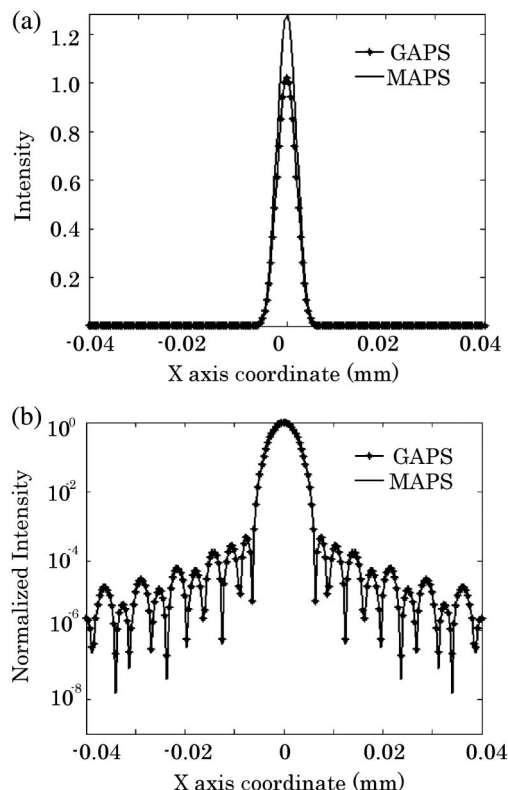 (a)
1.2
1.0
0.8
0.6
0.4
0.2
Intensity
GAPS
MAPS
-0.04 -0.02 0 0.02 0.04
X axis coordinate (mm)
(b)
10^0
10^2
10^-4
10^-6
10^-8
Normalized Intensity
GAPS
MAPS
-0.04 -0.02 0 0.02 0.04
X axis coordinate (mm)